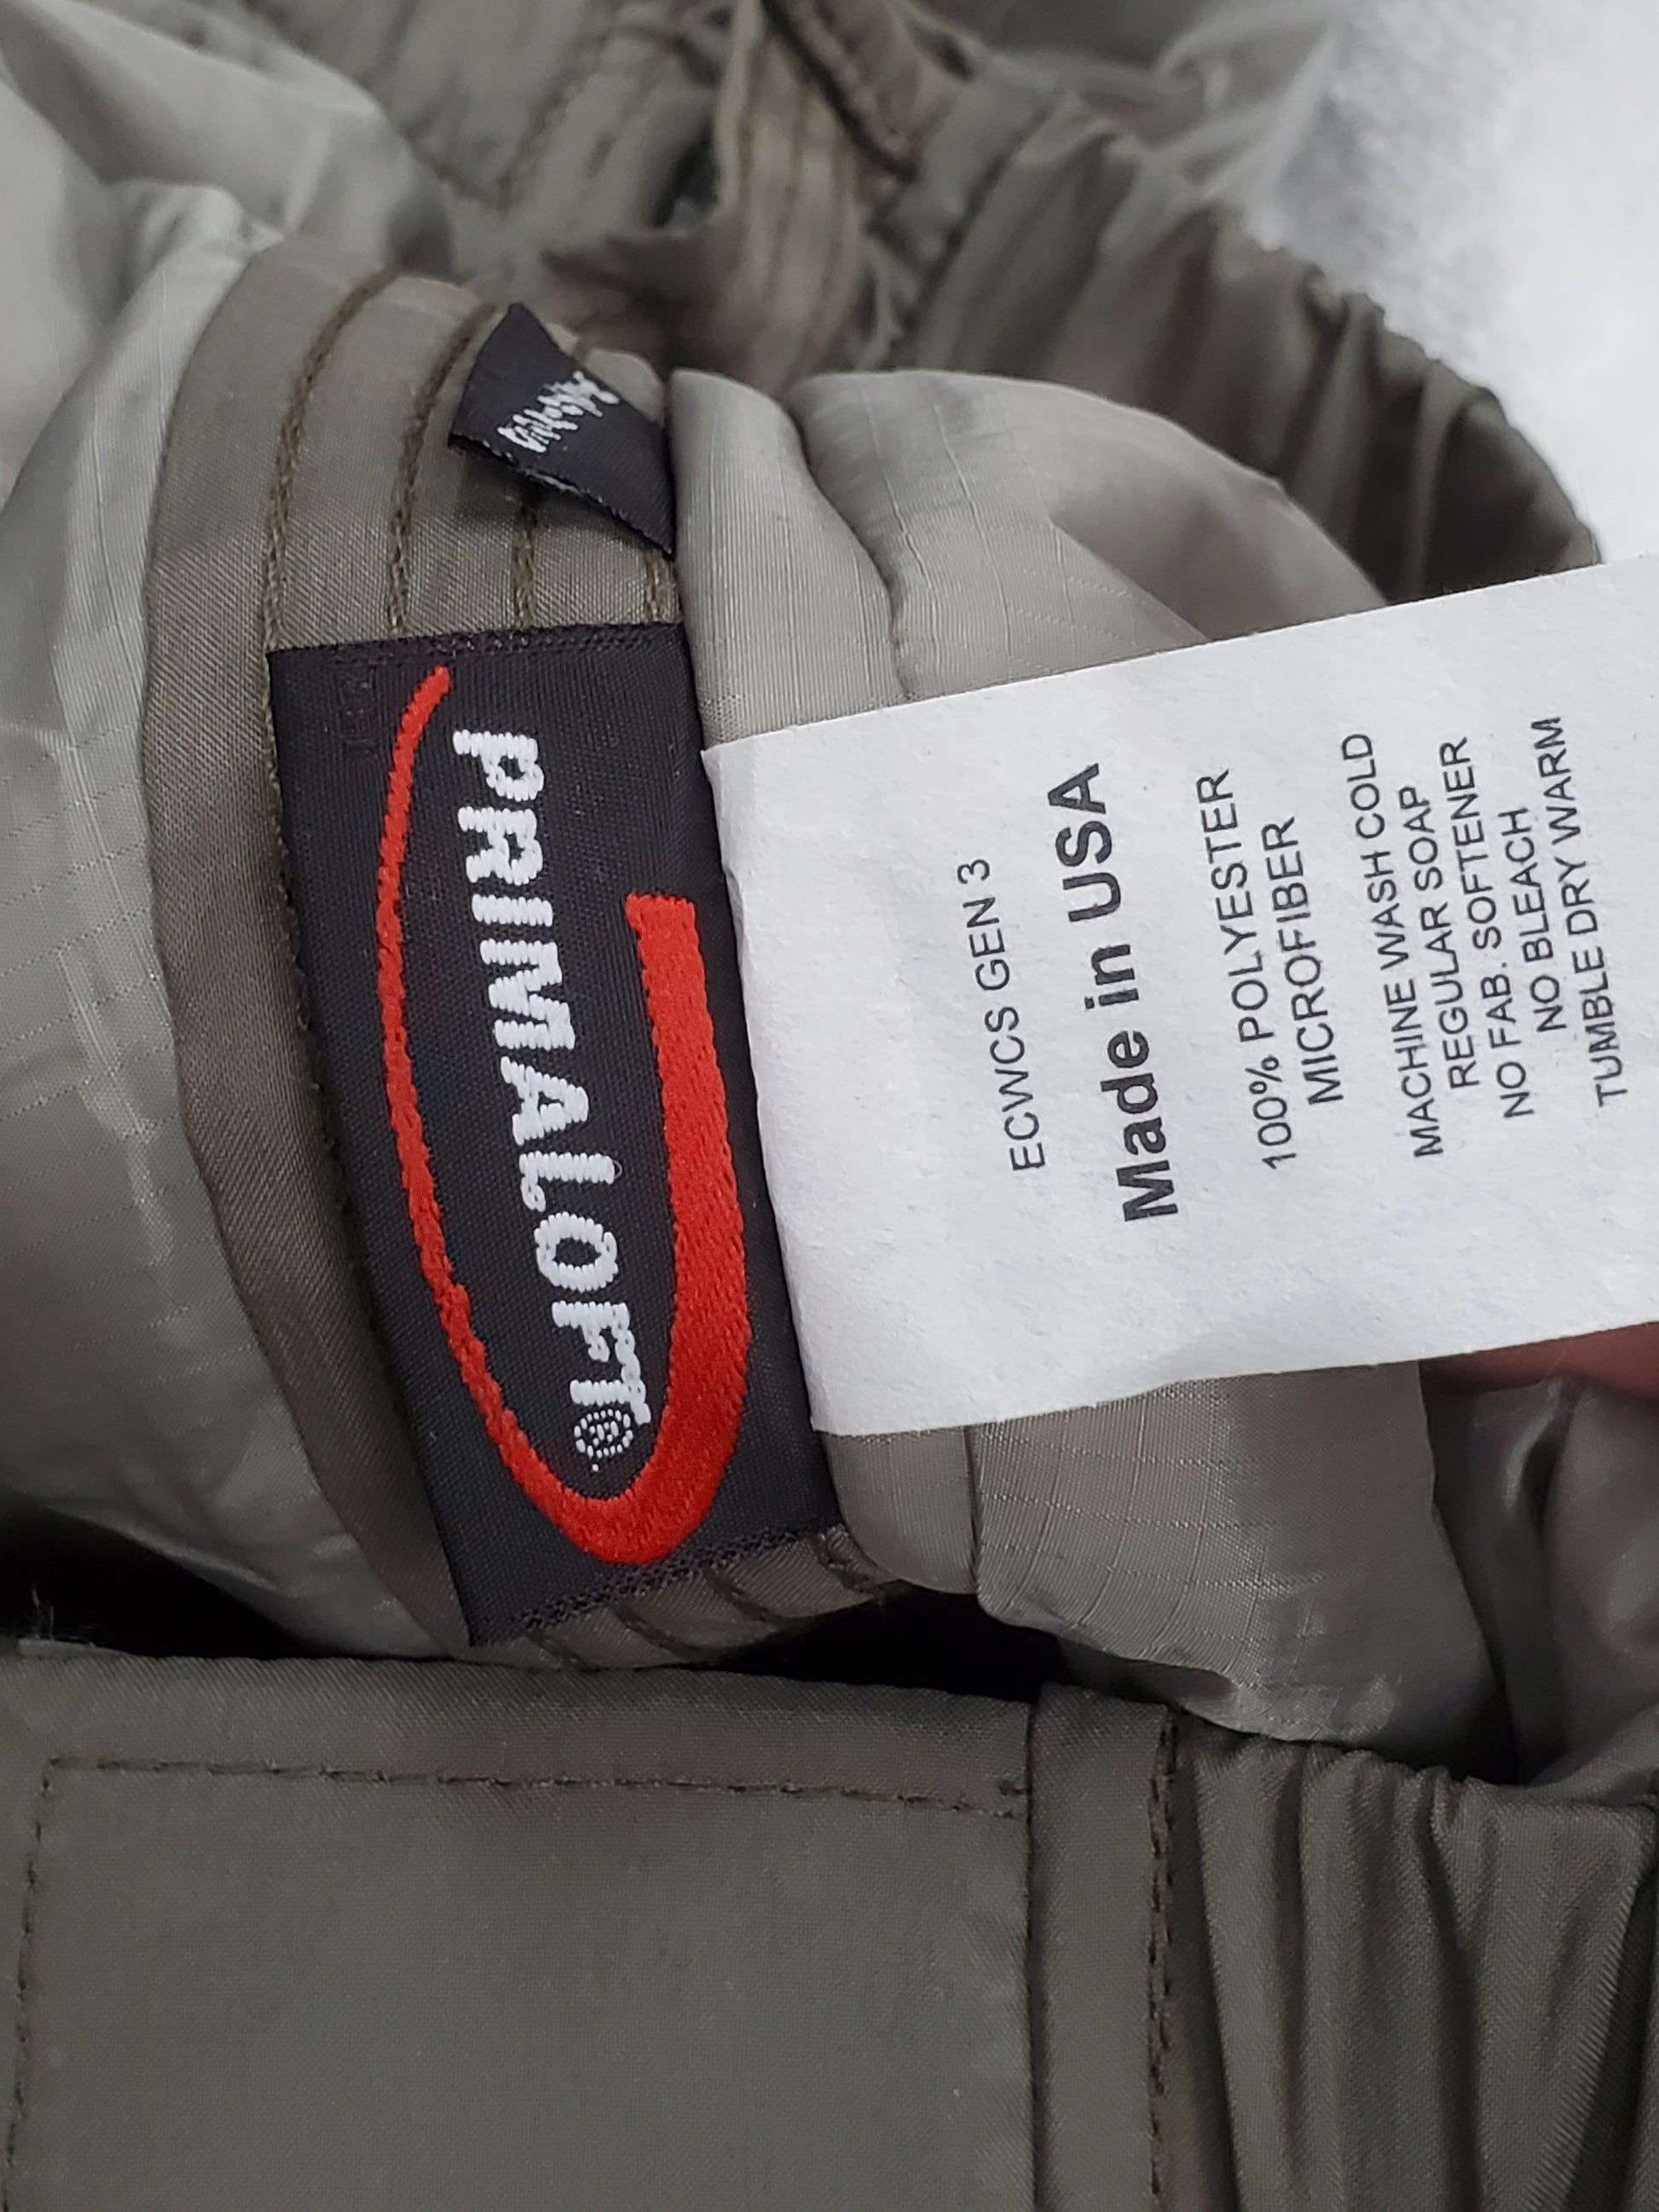 PRIMALOFT®
ECWCS GEN 3
Made in USA
100% POLYESTER
MICROFIBER
MACHINE WASH COLD
REGULAR SOAP
NO FAB. SOFTENER
NO BLEACH
TUMBLE DRY WARM